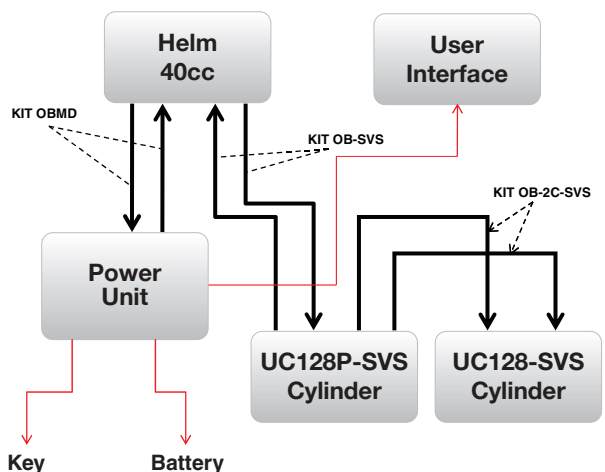 Helm
40cc
User
Interface
KIT OBMD
KIT OB-SVS
KIT OB-2C-SVS
Power
Unit
UC128P-SVS
Cylinder
UC128-SVS
Cylinder
Key
Battery